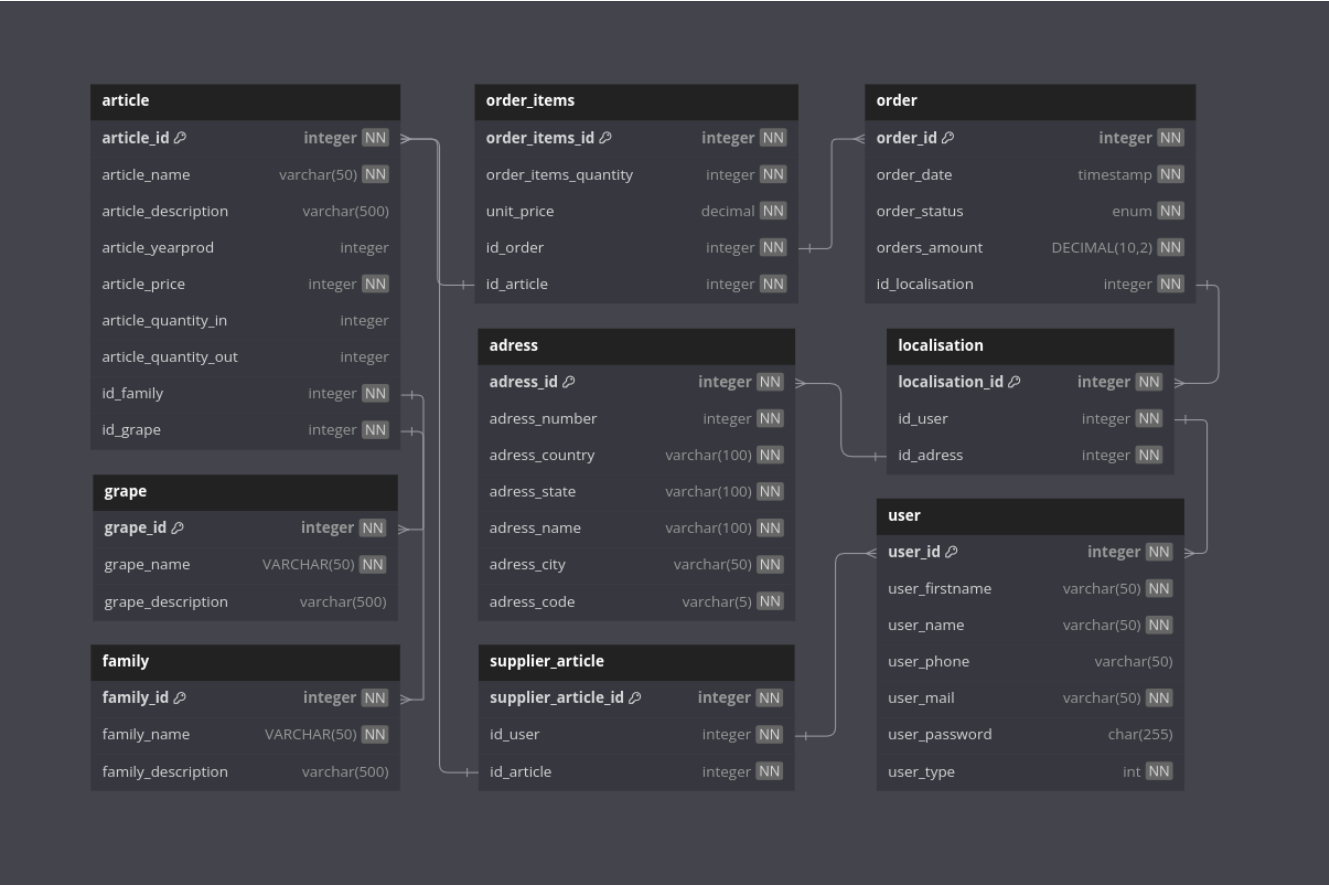 article
article_id integer NN
article_name varchar(50) NN
article_description varchar(500)
article_yearprod integer
article_price integer NN
article_quantity_in integer
article_quantity_out integer
id_family integer NN
id_grape integer NN
grape
grape_id integer NN
grape_name VARCHAR(50) NN
grape_description varchar(500)
family
family_id integer NN
family_name VARCHAR(50) NN
family_description varchar(500)
order_items
order_items_id integer NN
order_items_quantity integer NN
unit_price decimal NN
id_order integer NN
id_article integer NN
adress
adress_id integer NN
adress_number integer NN
adress_country varchar(100) NN
adress_state varchar(100) NN
adress_name varchar(100) NN
adress_city varchar(50) NN
adress_code varchar(5) NN
supplier_article
supplier_article_id integer NN
id_user integer NN
id_article integer NN
order
order_id integer NN
order_date timestamp NN
order_status enum NN
orders_amount DECIMAL(10,2) NN
id_localisation integer NN
localisation
localisation_id integer NN
id_user integer NN
id_adress integer NN
user
user_id integer NN
user_firstname varchar(50) NN
user_name varchar(50) NN
user_phone varchar(50)
user_mail varchar(50) NN
user_password char(255)
user_type int NN